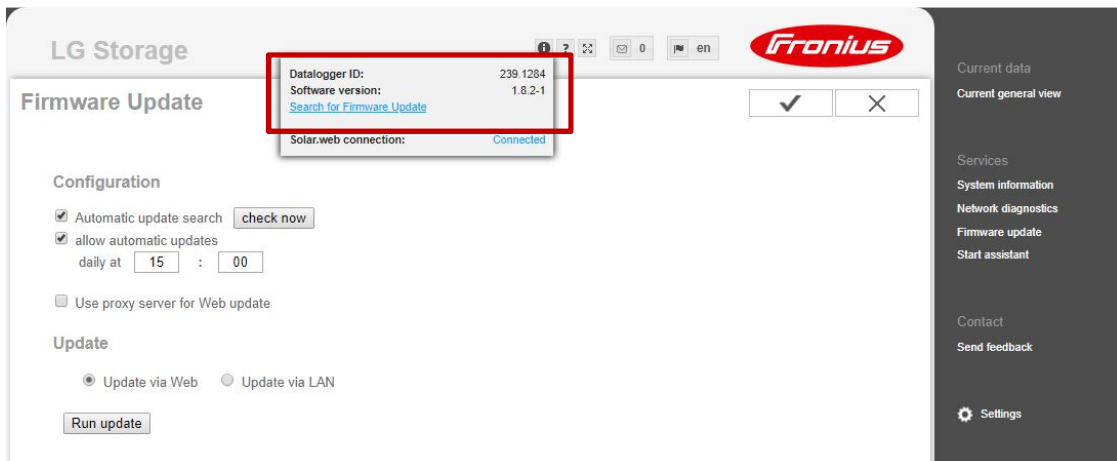 LG Storage
? 0 en
Fronius
Datalogger ID: 239.1284
Software version: 1.8.2-1
Search for Firmware Update
Solar.web connection: Connected
Firmware Update
Configuration
Automatic update search check now
allow automatic updates
daily at 15 : 00
Use proxy server for Web update
Update
Update via Web Update via LAN
Run update
Current data
Current general view
Services
System information
Network diagnostics
Firmware update
Start assistant
Contact
Send feedback
Settings